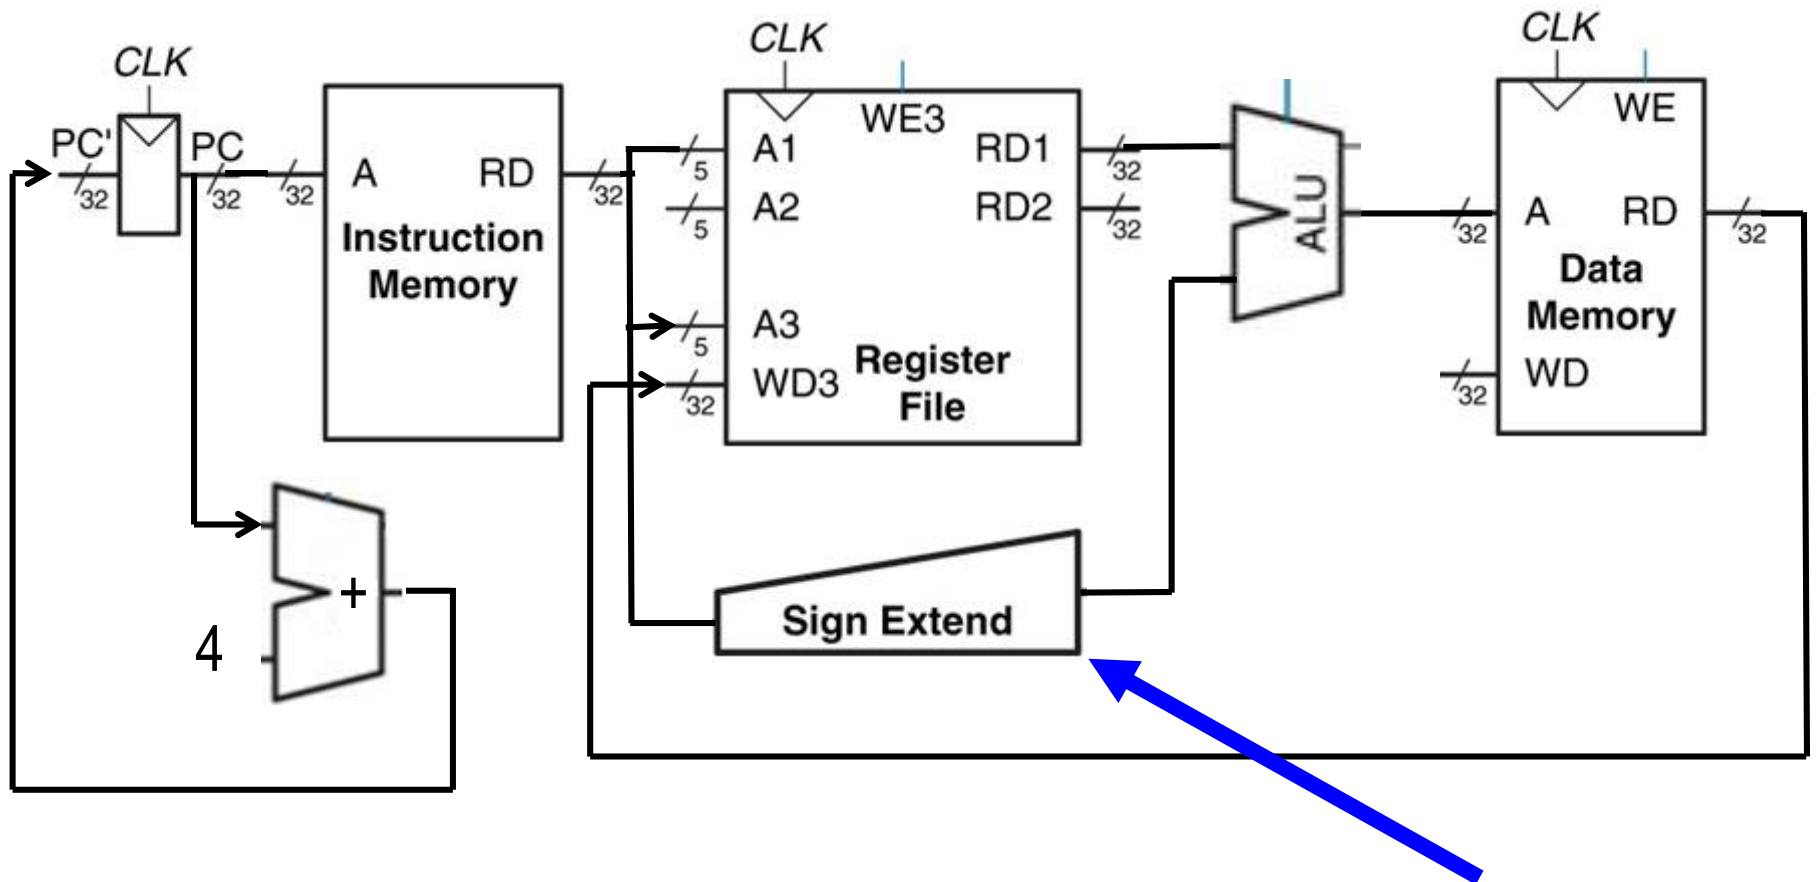 CLK
PC'
32
PC
32
32
A
RD
Instruction
Memory
32
4
+
CLK
WE3
5
A1
RD1
32
5
A2
RD2
32
5
A3
32
WD3
Register
File
Sign Extend
ALU
CLK
WE
32
A
RD
32
Data
Memory
32
WD